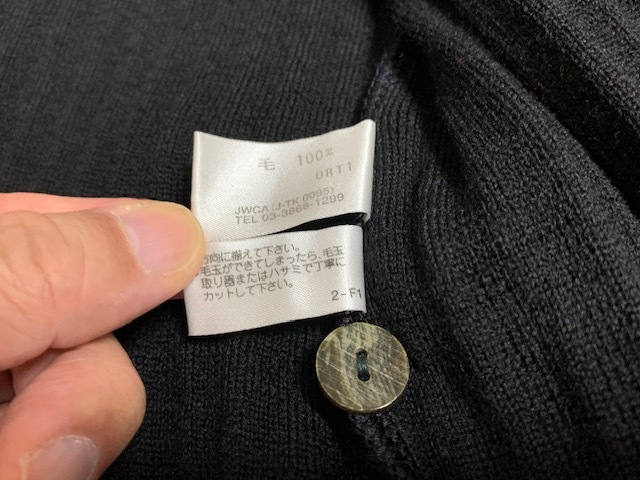 毛 100%
ORT1
JWCA (J-TK 0095)
TEL 03-3866-1299
方向に揃えて下さい。
毛玉ができてしまったら、毛玉
取り器またはハサミで丁寧に
カットして下さい。
2-F1